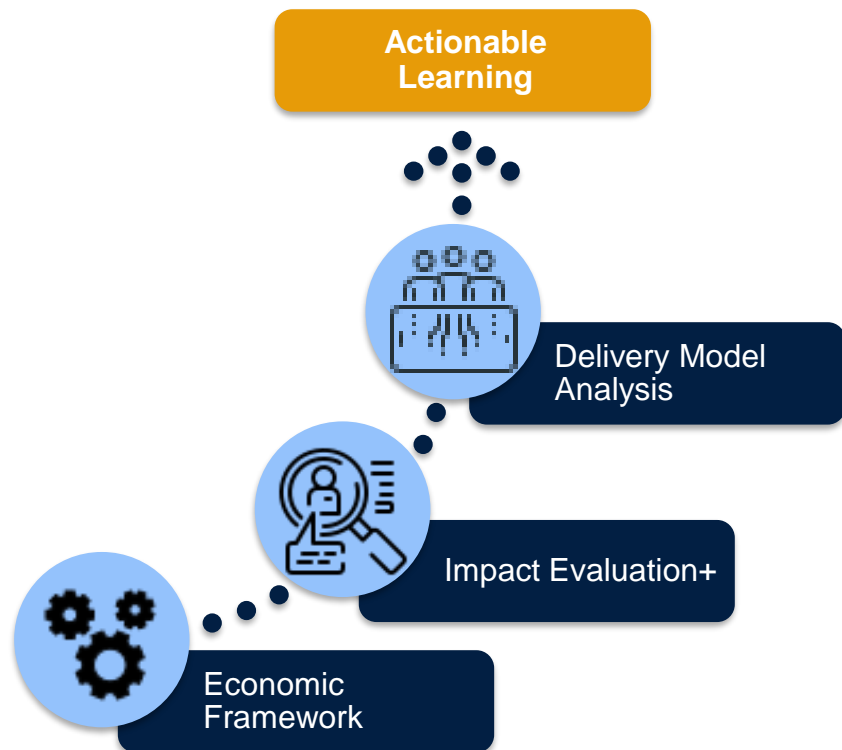 Actionable
Learning
Delivery Model
Analysis
Impact Evaluation+
Economic
Framework